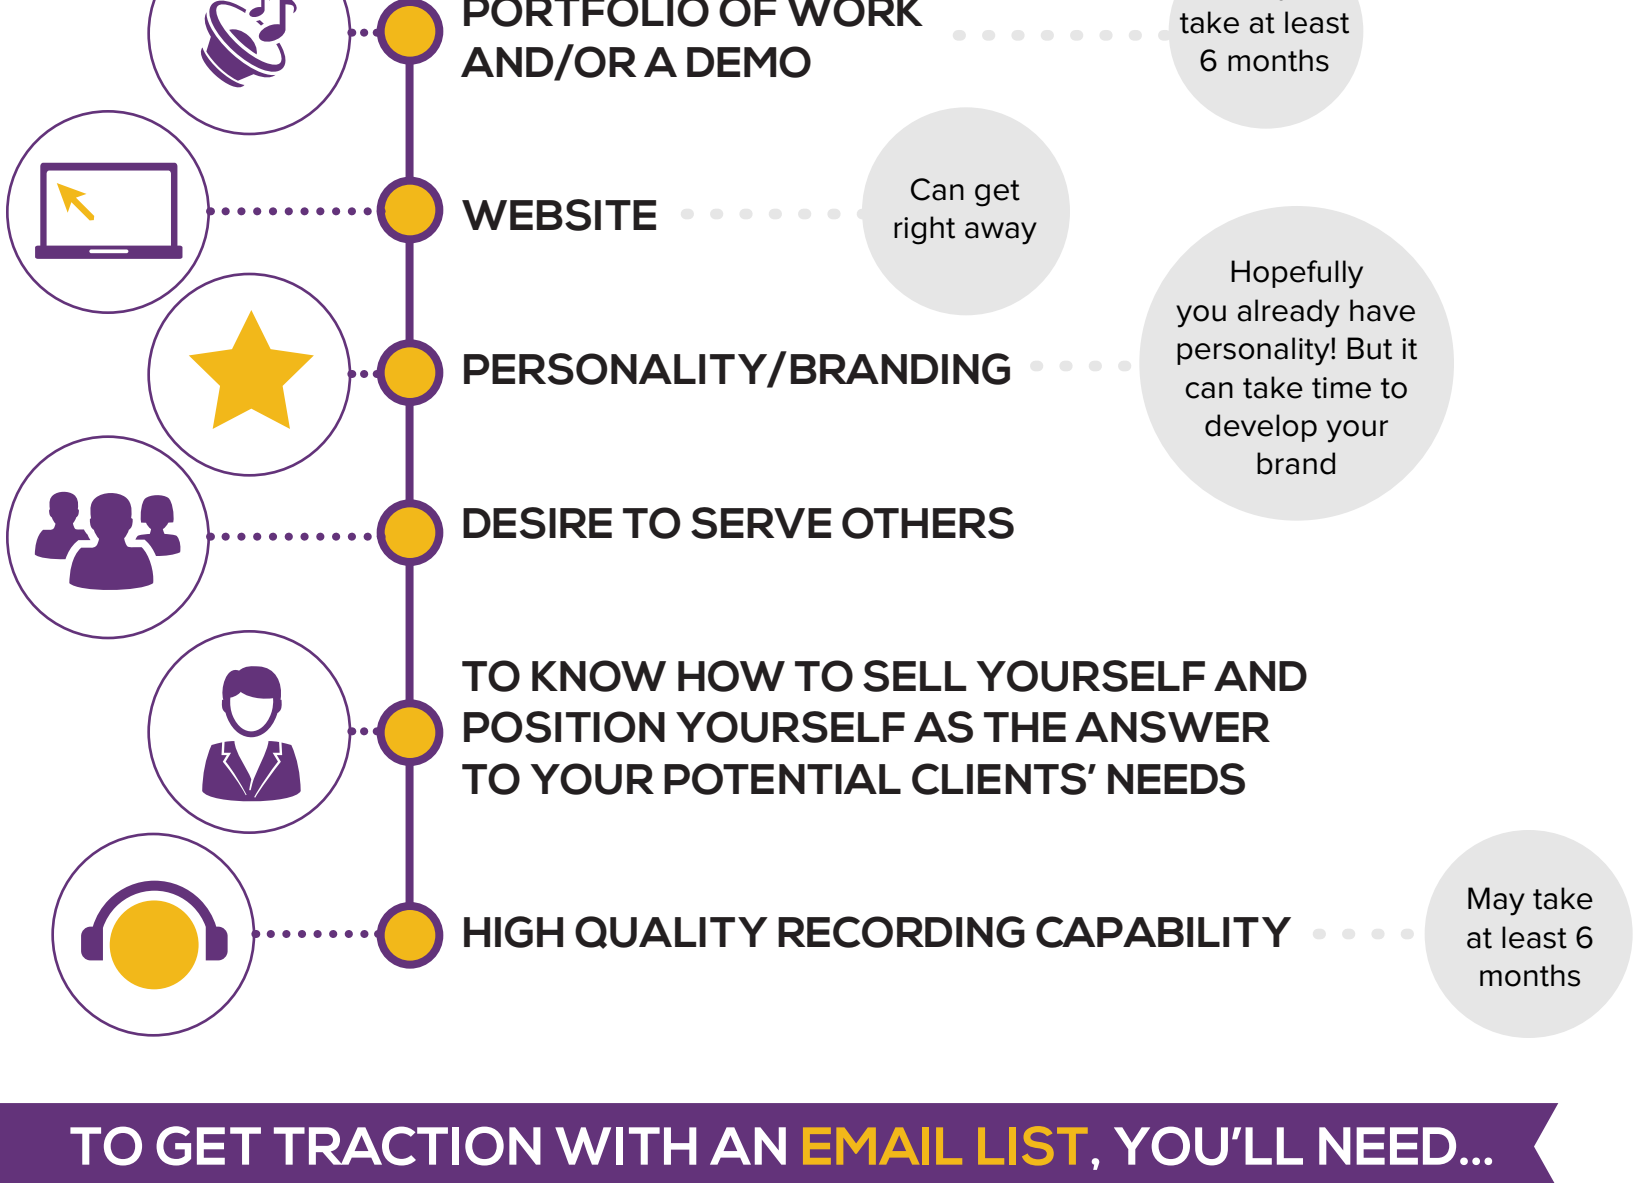 PORTFOLIO OF WORK
AND/OR A DEMO
take at least
6 months
WEBSITE
Can get
right away
PERSONALITY/BRANDING
Hopefully
you already have
personality! But it
can take time to
develop your
brand
DESIRE TO SERVE OTHERS
TO KNOW HOW TO SELL YOURSELF AND
POSITION YOURSELF AS THE ANSWER
TO YOUR POTENTIAL CLIENTS’ NEEDS
HIGH QUALITY RECORDING CAPABILITY
May take
at least 6
months
TO GET TRACTION WITH AN EMAIL LIST, YOU’LL NEED...